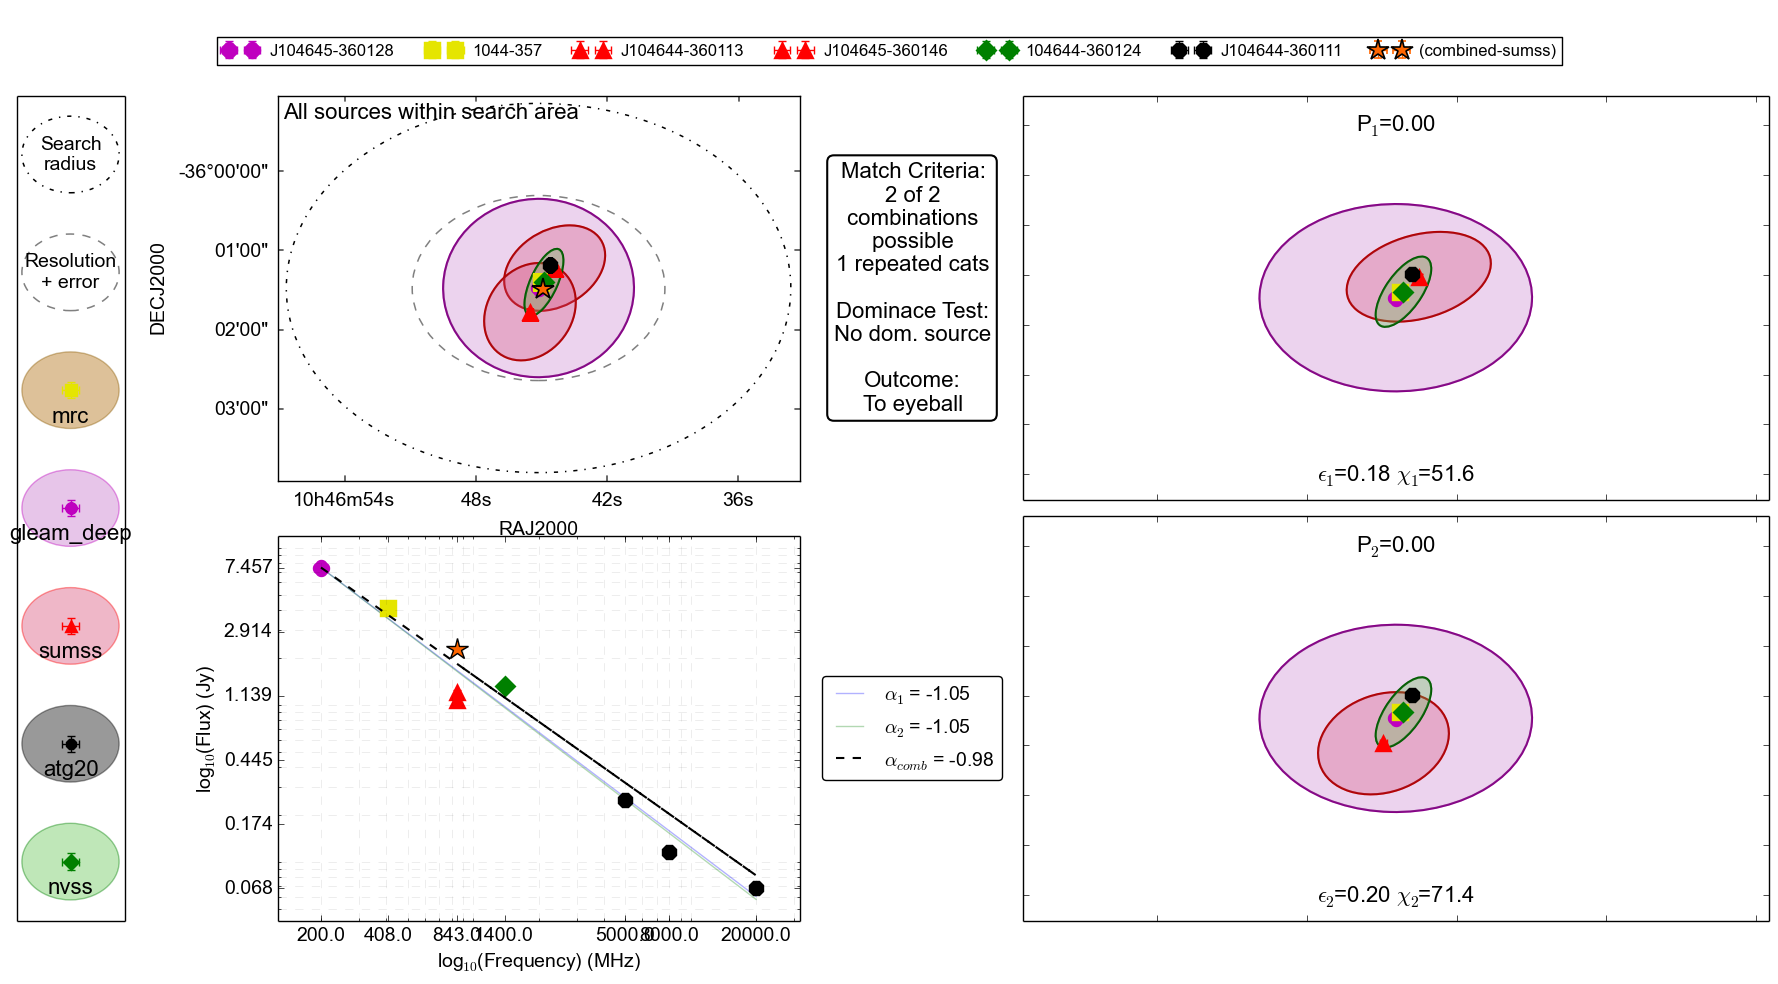 J104645-360128 1044-357 J104644-360113 J104645-360146 104644-360124 J104644-360111 (combined-sumss)
Search
radius
Resolution
+ error
mrc
gleam_deep
sumss
atg20
nvss
All sources within search area
DECJ2000
-36°00'00"
01'00"
02'00"
03'00"
10h46m54s 48s 42s 36s
RAJ2000
Match Criteria:
2 of 2
combinations
possible
1 repeated cats
Dominace Test:
No dom. source
Outcome:
To eyeball
P1=0.00
ϵ1=0.18 χ1=51.6
log10(Flux) (Jy)
7.457
2.914
1.139
0.445
0.174
0.068
200.0 408.0 843.0 1400.0 5000.0 8000.0 20000.0
log10(Frequency) (MHz)
α1 = -1.05
α2 = -1.05
αcomb = -0.98
P2=0.00
ϵ2=0.20 χ2=71.4